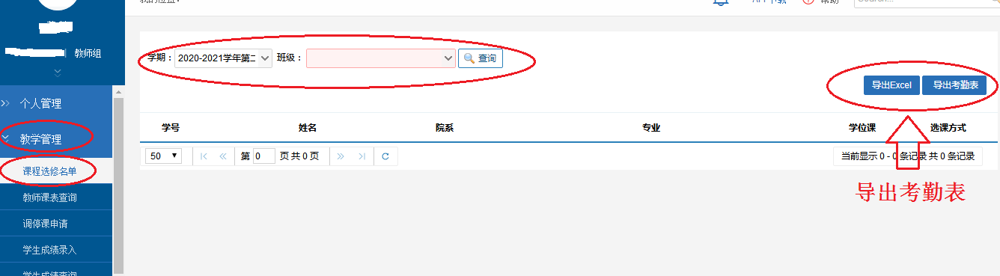 APP下载
帮助
Search...
教师组
学期：
2020-2021学年第二
班级：
查询
导出Excel
导出考勤表
个人管理
教学管理
课程选修名单
教师课表查询
调停课申请
学生成绩录入
学生成绩查询
学号 姓名 院系 专业 学位课 选课方式
50 第 0 页 共 0 页
当前显示 0 - 0 条记录 共 0 条记录
导出考勤表